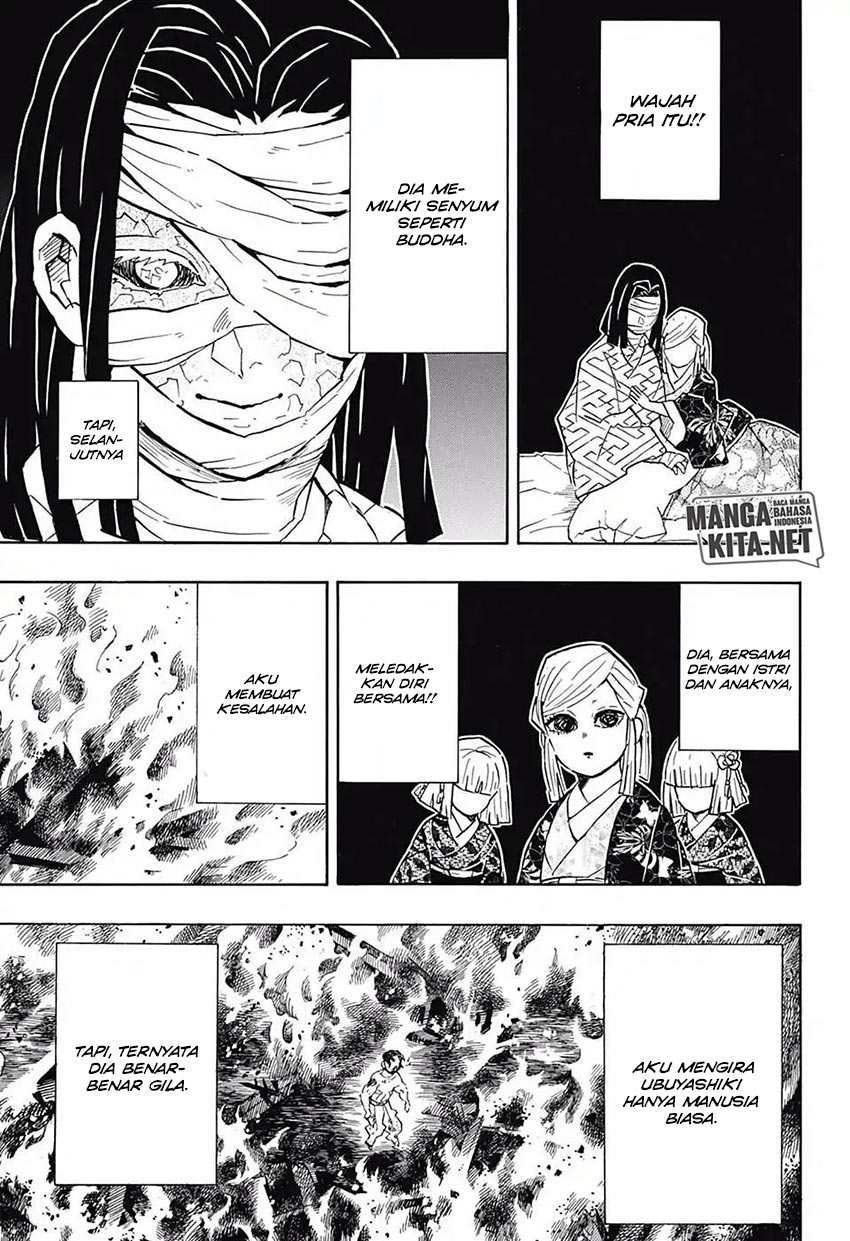 WAJAH
PRIA ITU!!
DIA ME-
MILIKI SENYUM
SEPERTI
BUDDHA.
TAPI,
SELAN-
JUTNYA
MANGA
KITA.NET
BACA MANGA
BAHASA
INDONESIA
DIA, BERSAMA
DENGAN ISTRI
DAN ANAKNYA,
MELEDAK-
KAN DIRI
BERSAMA!!
AKU
MEMBUAT
KESALAHAN.
AKU MENGIRA
UBUYASHIKI
HANYA MANUSIA
BIASA.
TAPI, TERNYATA
DIA BENAR-
BENAR GILA.